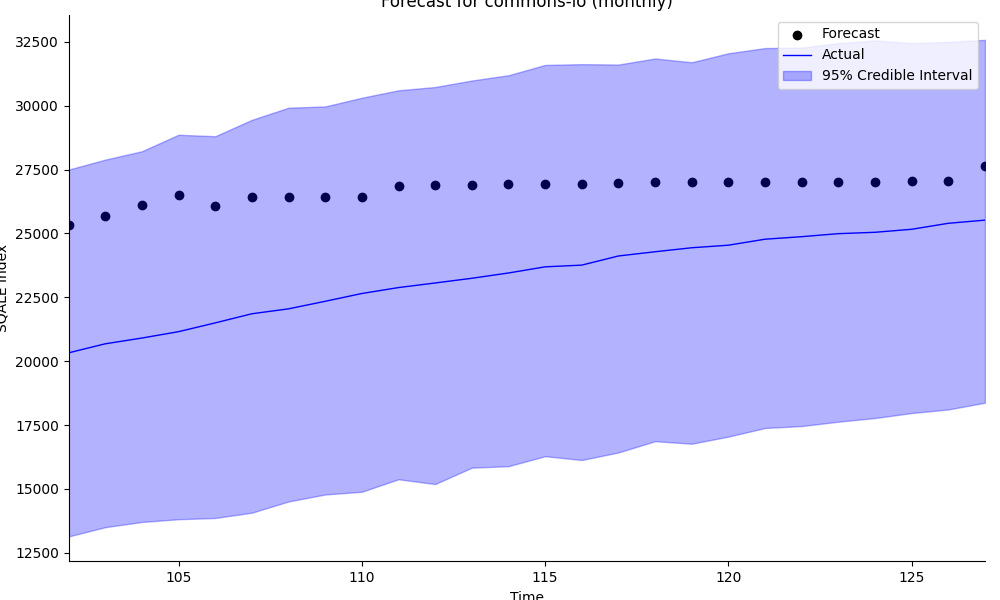 Forecast for commons-io (monthly)
Forecast
Actual
95% Credible Interval
SQALE Index
32500
30000
27500
25000
22500
20000
17500
15000
12500
105
110
115
120
125
Time